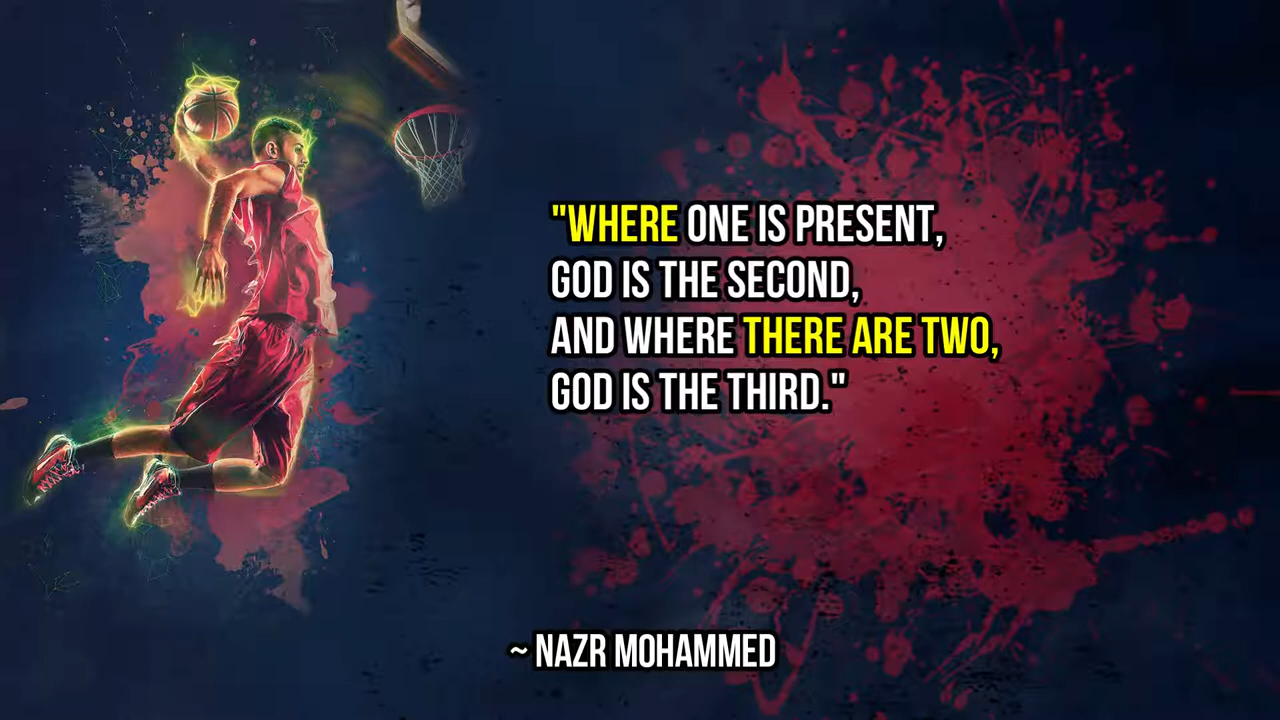 "WHERE ONE IS PRESENT,
GOD IS THE SECOND,
AND WHERE THERE ARE TWO,
GOD IS THE THIRD."
~ NAZR MOHAMMED